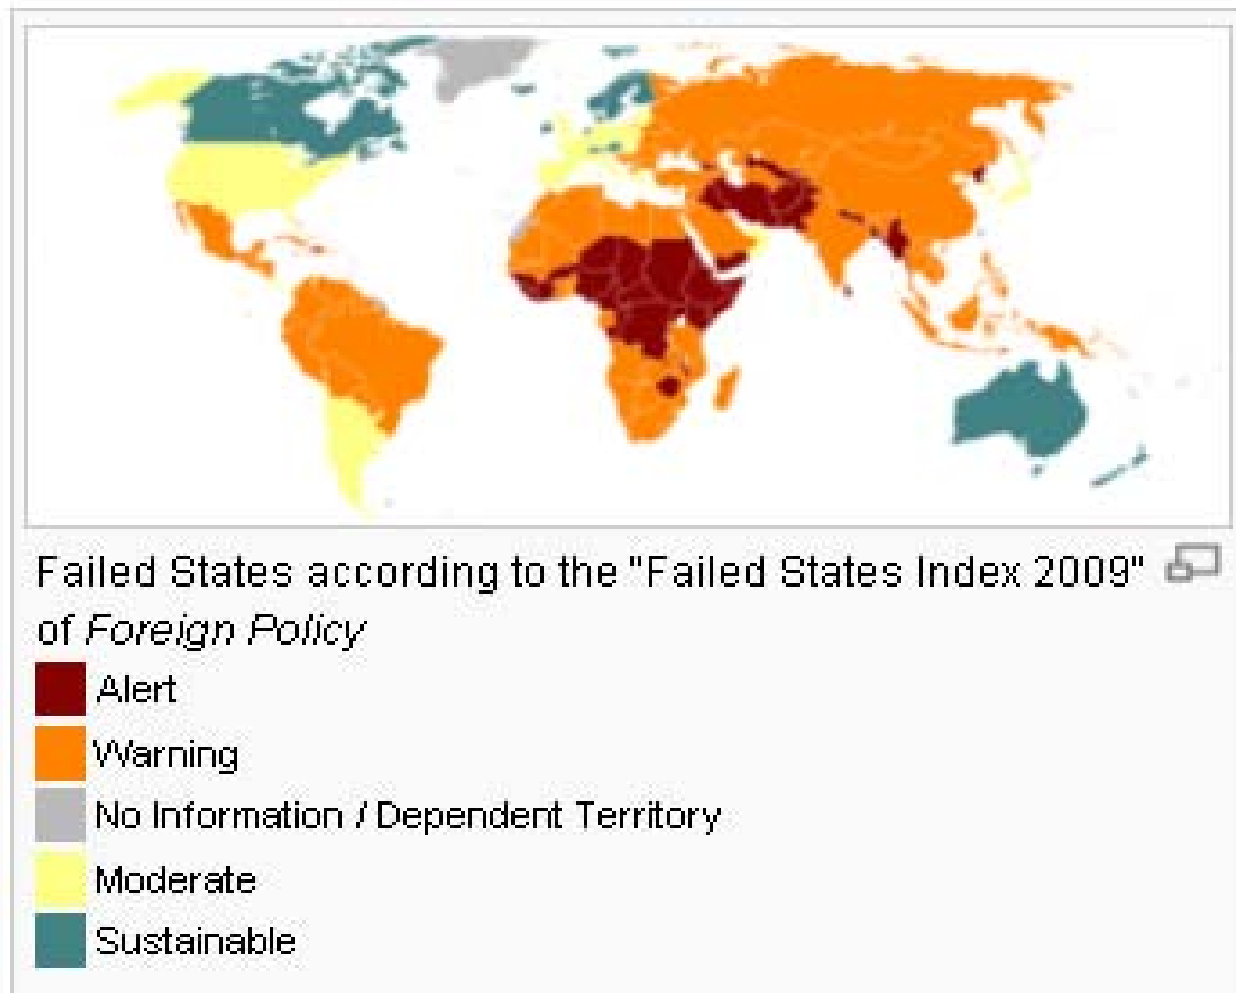 Failed States according to the "Failed States Index 2009"
of Foreign Policy
Alert
Warning
No Information / Dependent Territory
Moderate
Sustainable